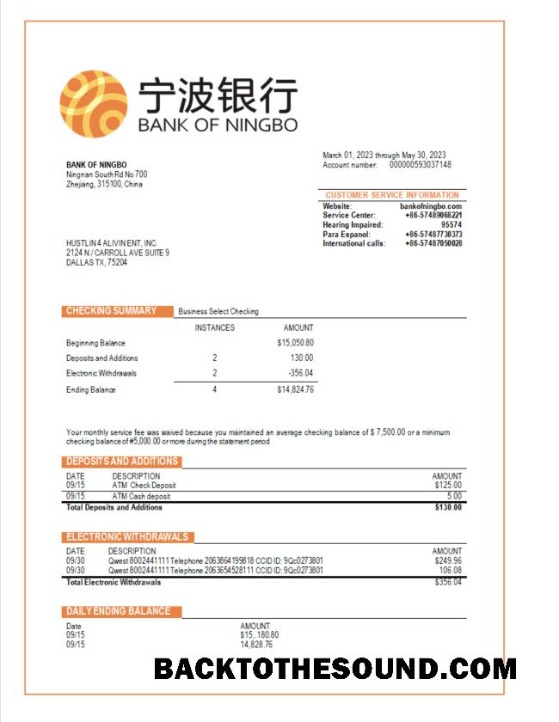 宁波银行
BANK OF NINGBO
March 01, 2023 through May 30, 2023
Account number: 000000593037148
BANK OF NINGBO
Ningnan South Rd No 700
Zhejiang, 315100, China
CUSTOMER SERVICE INFORMATION
Website: bankofningbo.com
Service Center: +86-57489068221
Hearing Impaired: 95574
Para Espanol: +86-57487730373
International calls: +86-57487050028
HUSTLIN 4 ALIVIN ENT, INC.
2124 N./ CARROLL AVE SUITE 9
DALLAS TX, 75204
CHECKING SUMMARY Business Select Checking
INSTANCES AMOUNT
Beginning Balance $15,050.80
Deposits and Additions 2 130.00
Electronic Withdrawals 2 -356.04
Ending Balance 4 $14,824.76
Your monthly service fee was waived because you maintained an average checking balance of $ 7,500.00 or a minimum
checking balance of #5,000.00 or more during the statement period
DEPOSITS AND ADDITIONS
DATE DESCRIPTION AMOUNT
09/15 ATM Check Deposit $125.00
09/15 ATM Cash deposit 5.00
Total Deposits and Additions $130.00
ELECTRONIC WITHDRAWALS
DATE DESCRIPTION AMOUNT
09/30 Qwest 8002441111 Telephone 2063864199818 CCID ID: 9Qc0273801 $249.96
09/30 Qwest 8002441111 Telephone 2063654528111 CCID ID: 9Qc0273801 106.08
Total Electronic Withdrawals $356.04
DAILY ENDING BALANCE
Date AMOUNT
09/15 $15,.180.80
09/15 14,828.76
BACKTOTHESOUND.COM